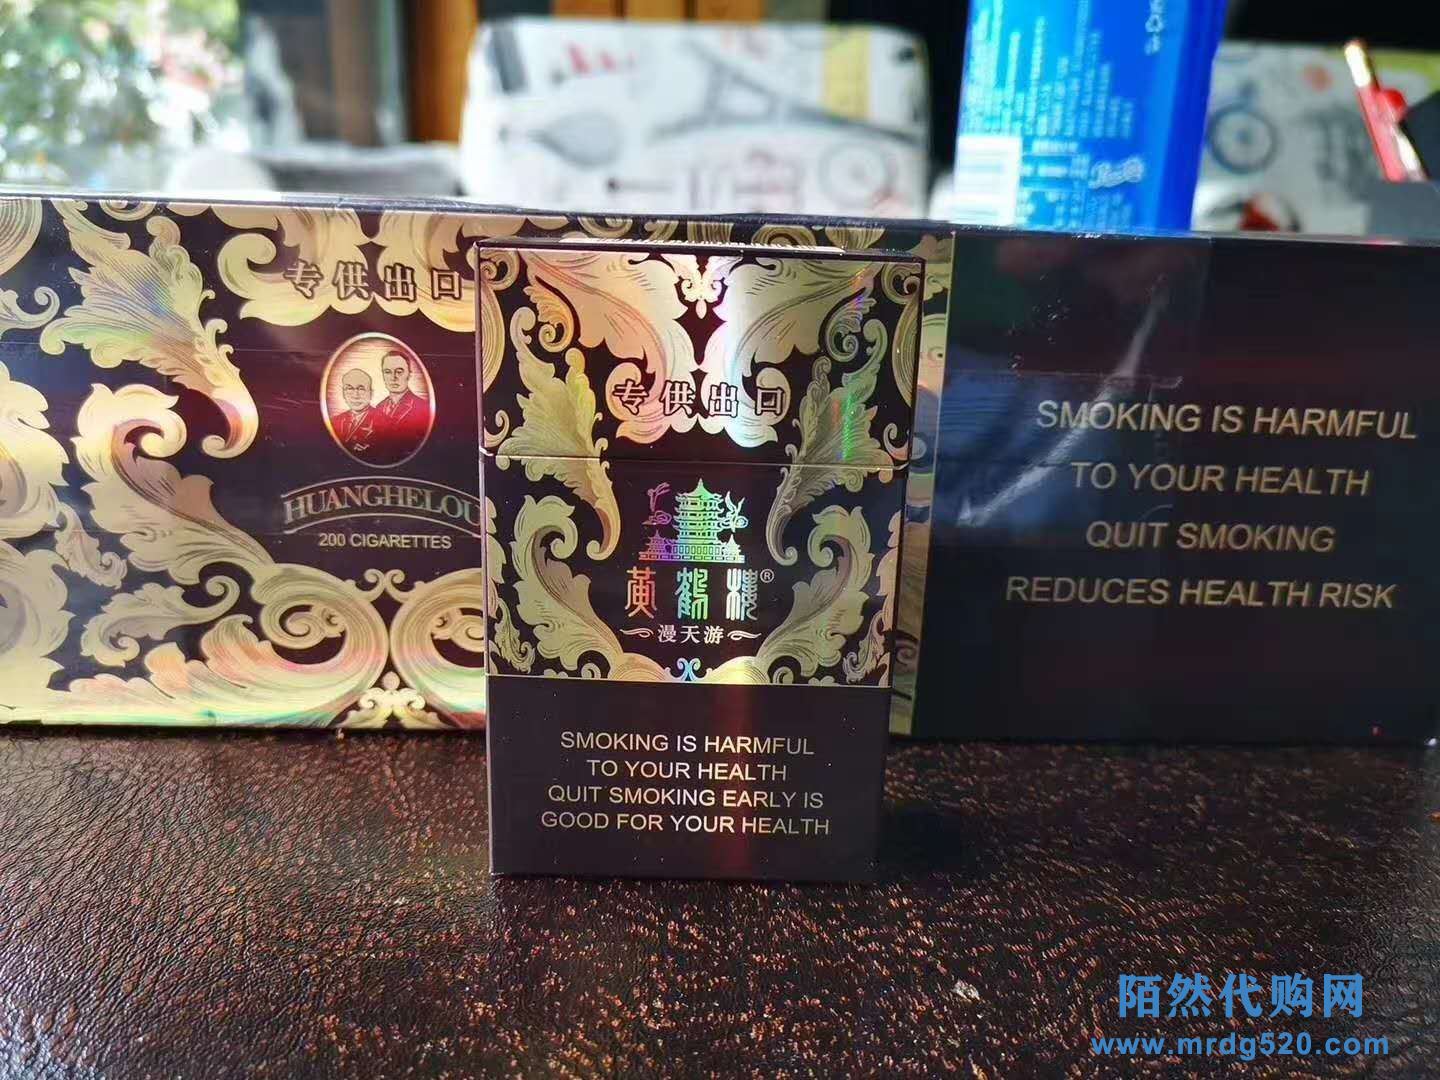 专供出口
HUANGHELOU
200 CIGARETTES
专供出口
黄鹤楼®
漫天游
SMOKING IS HARMFUL
TO YOUR HEALTH
QUIT SMOKING EARLY IS
GOOD FOR YOUR HEALTH
SMOKING IS HARMFUL
TO YOUR HEALTH
QUIT SMOKING
REDUCES HEALTH RISK
陌然代购网
www.mrdg520.com